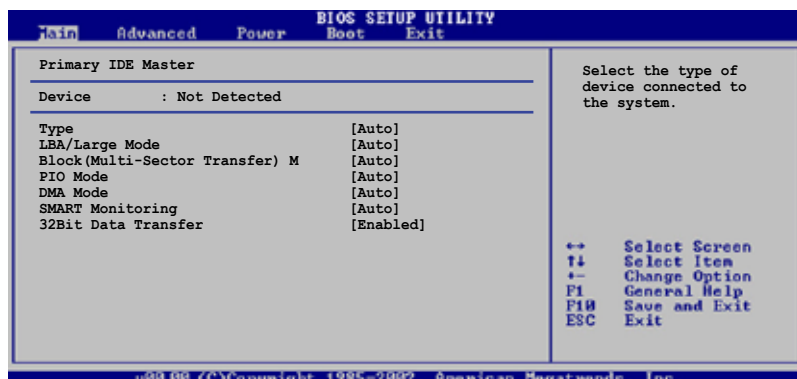 BIOS SETUP UTILITY
Main Advanced Power Boot Exit
Primary IDE Master
Device : Not Detected
Type [Auto]
LBA/Large Mode [Auto]
Block(Multi-Sector Transfer) M [Auto]
PIO Mode [Auto]
DMA Mode [Auto]
SMART Monitoring [Auto]
32Bit Data Transfer [Enabled]
Select the type of
device connected to
the system.
↔ Select Screen
↑↓ Select Item
+- Change Option
F1 General Help
F10 Save and Exit
ESC Exit
(C)Copyright 1985-2002 American Megatrends, Inc